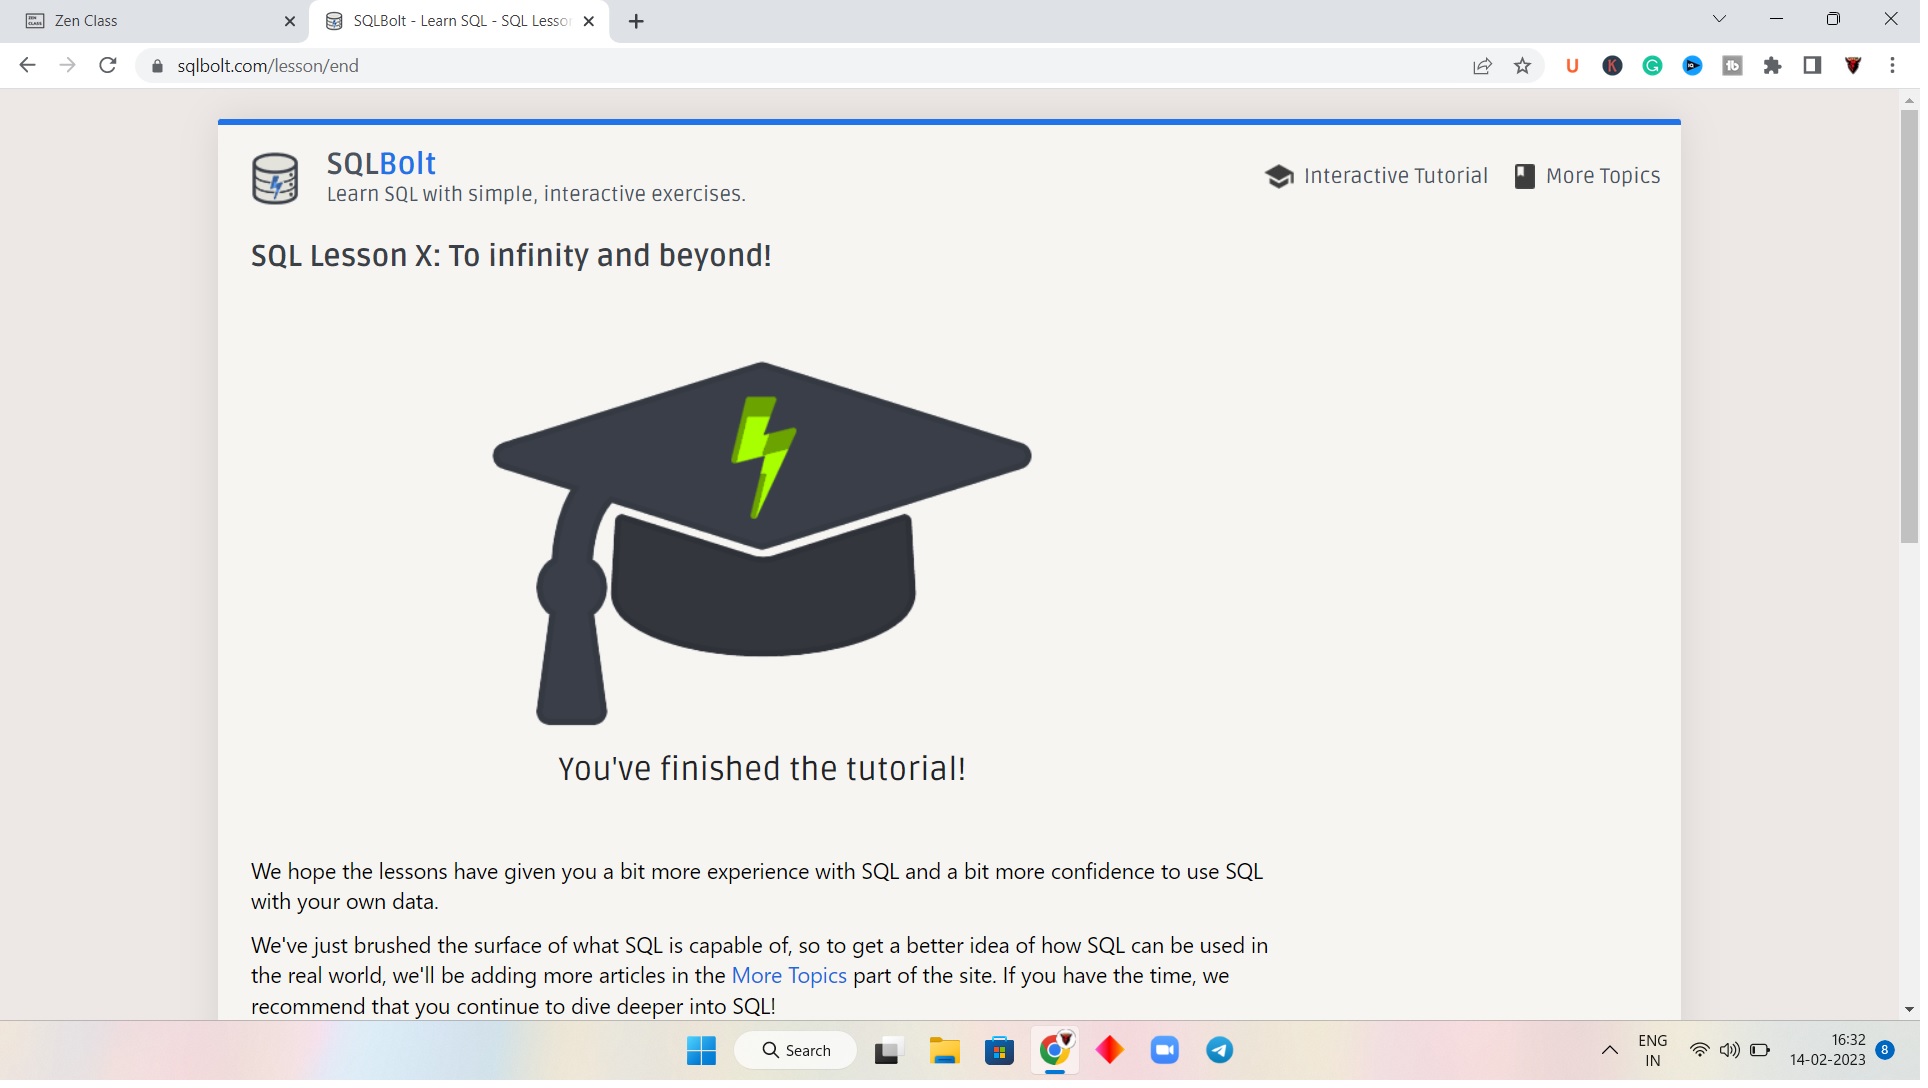 Zen Class
SQLBolt - Learn SQL - SQL Lesso
sqlbolt.com/lesson/end
SQLBolt
Learn SQL with simple, interactive exercises.
Interactive Tutorial
More Topics
SQL Lesson X: To infinity and beyond!
You've finished the tutorial!
We hope the lessons have given you a bit more experience with SQL and a bit more confidence to use SQL
with your own data.
We've just brushed the surface of what SQL is capable of, so to get a better idea of how SQL can be used in
the real world, we'll be adding more articles in the More Topics part of the site. If you have the time, we
recommend that you continue to dive deeper into SQL!
Search
ENG
IN
16:32
14-02-2023
8